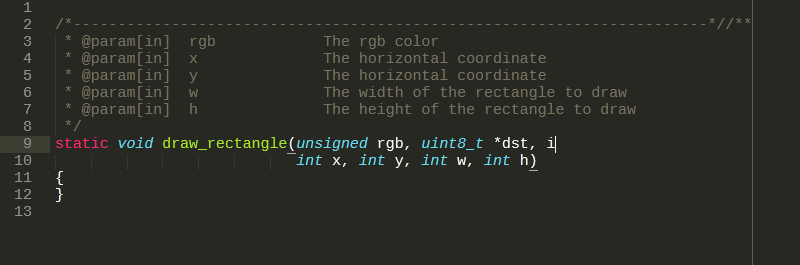 1
2 /*-----------------------------------------------------------------------*//**
3 * @param[in] rgb The rgb color
4 * @param[in] x The horizontal coordinate
5 * @param[in] y The horizontal coordinate
6 * @param[in] w The width of the rectangle to draw
7 * @param[in] h The height of the rectangle to draw
8 */
9 static void draw_rectangle(unsigned rgb, uint8_t *dst, i
10 int x, int y, int w, int h)
11 {
12 }
13